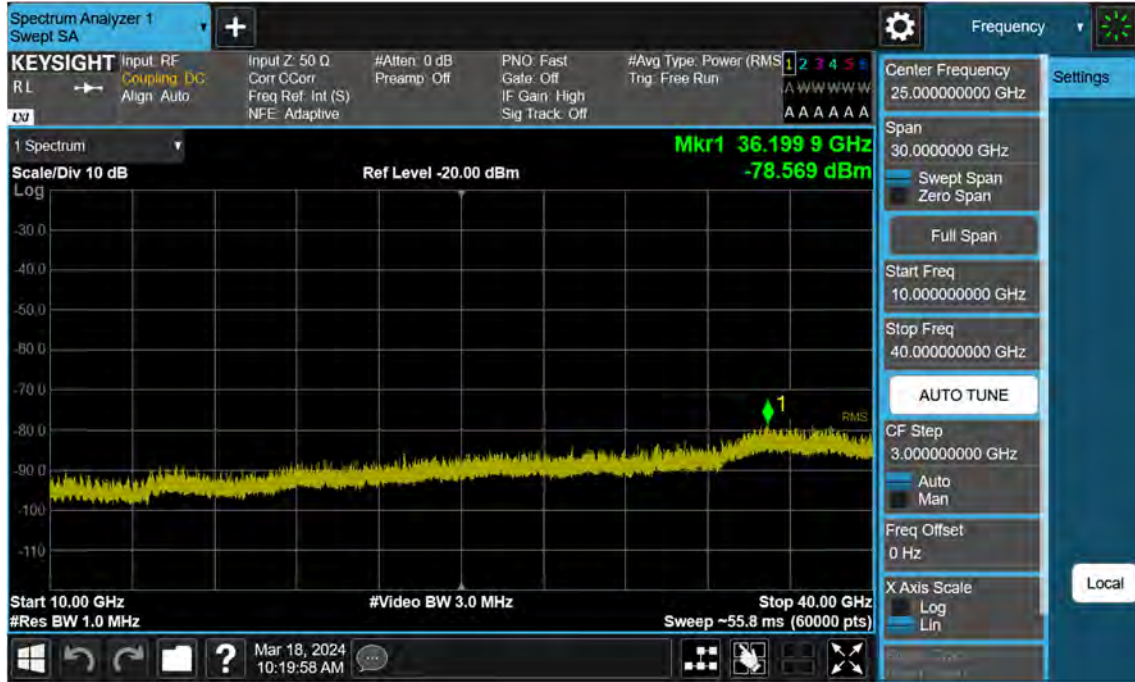 Spectrum Analyzer 1
Swept SA
Frequency
KEYSIGHT
RL
LXI
Input: RF
Coupling: DC
Align: Auto
Input Z: 50 Ω
Corr CCorr
Freq Ref: Int (S)
NFE: Adaptive
#Atten: 0 dB
Preamp: Off
PNO: Fast
Gate: Off
IF Gain: High
Sig Track: Off
#Avg Type: Power (RMS
Trig: Free Run
1 2 3 4 5 6
A W W W W W
A A A A A A
1 Spectrum
Scale/Div 10 dB
Ref Level -20.00 dBm
Mkr1 36.199 9 GHz
-78.569 dBm
Log
-30.0
-40.0
-50.0
-60.0
-70.0
-80.0
-90.0
-100
-110
1
RMS
Start 10.00 GHz
#Res BW 1.0 MHz
#Video BW 3.0 MHz
Stop 40.00 GHz
Sweep ~55.8 ms (60000 pts)
Center Frequency
25.000000000 GHz
Span
30.0000000 GHz
Swept Span
Zero Span
Full Span
Start Freq
10.000000000 GHz
Stop Freq
40.000000000 GHz
AUTO TUNE
CF Step
3.000000000 GHz
Auto
Man
Freq Offset
0 Hz
X Axis Scale
Log
Lin
Settings
Local
?
Mar 18, 2024
10:19:58 AM